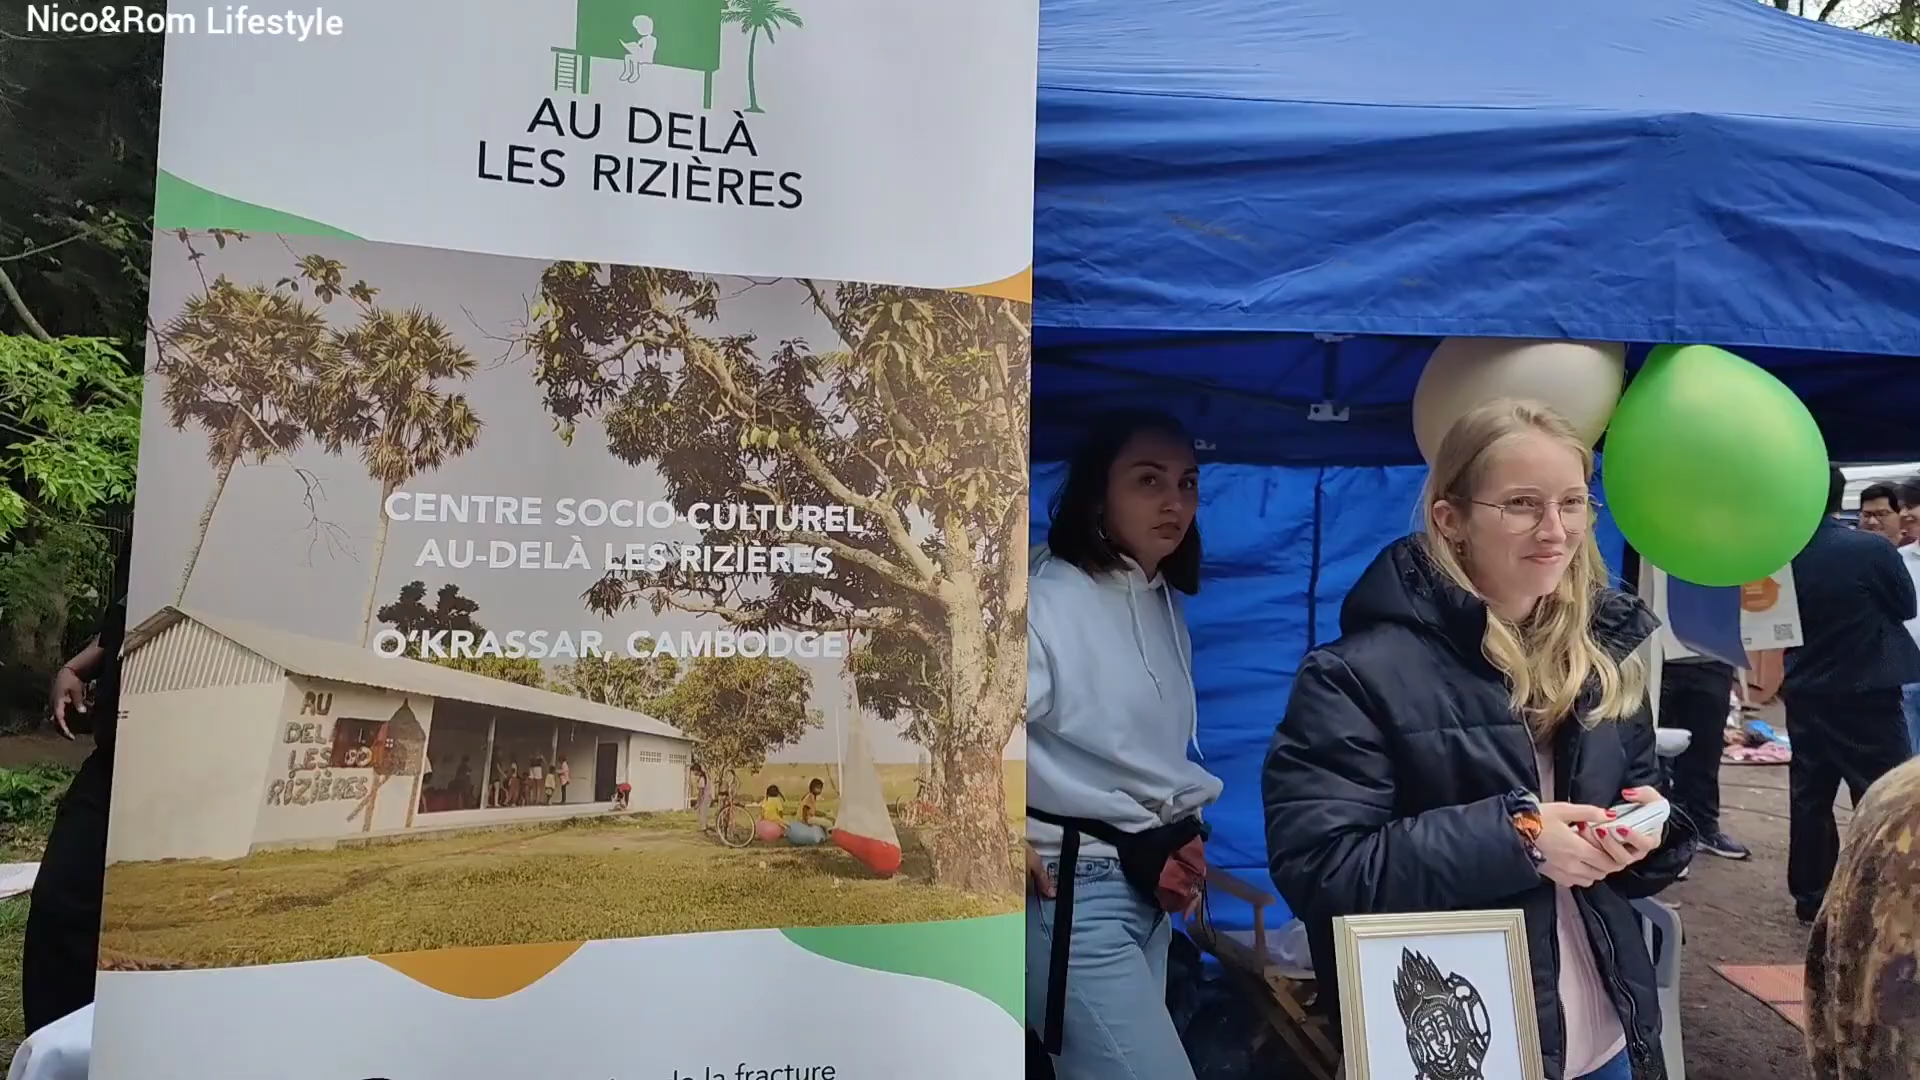 Nico&Rom Lifestyle
AU DELÀ
LES RIZIÈRES
CENTRE SOCIO-CULTUREL
AU-DELÀ LES RIZIÈRES
O'KRASSAR, CAMBODGE
AU
DEL
LES
RIZIÈRES
la fracture